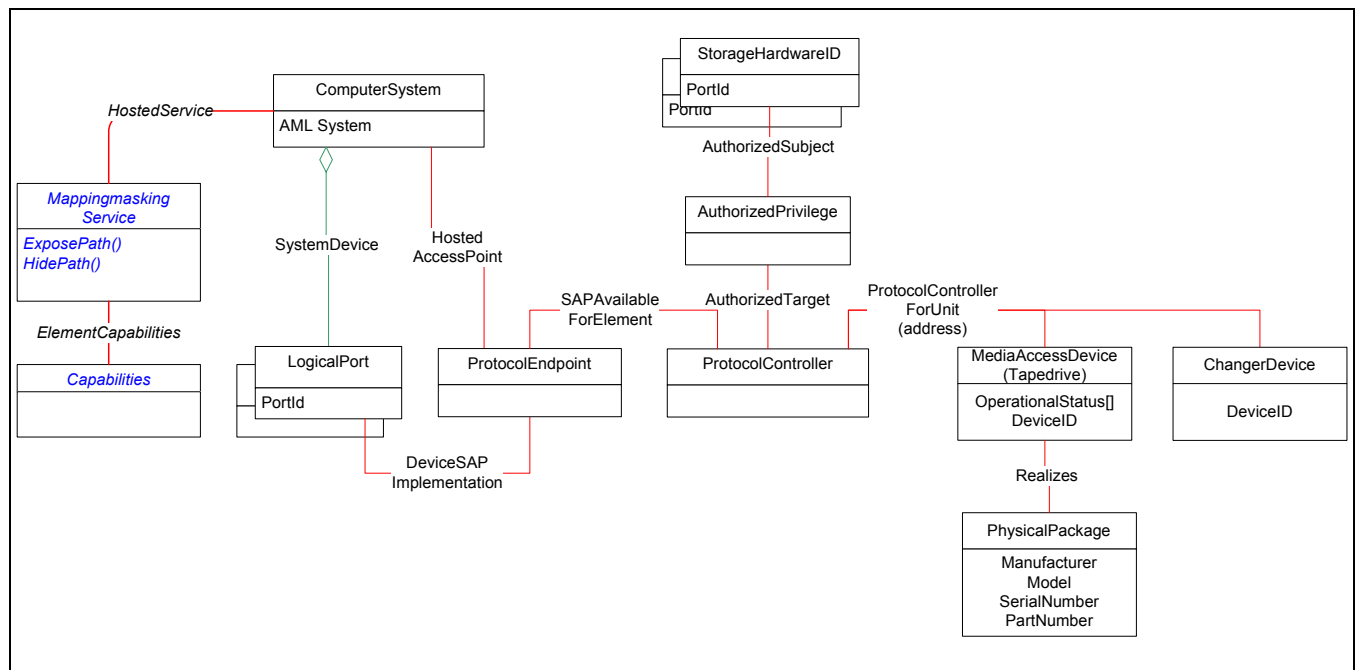 StorageHardwareID
PortId
PortId
ComputerSystem
AML System
HostedService
AuthorizedSubject
Mappingmasking
Service
ExposePath()
HidePath()
AuthorizedPrivilege
SystemDevice
Hosted
AccessPoint
SAPAvailable
ForElement
AuthorizedTarget
ProtocolController
ForUnit
(address)
ElementCapabilities
Capabilities
LogicalPort
PortId
ProtocolEndpoint
ProtocolController
MediaAccessDevice
(Tapedrive)
OperationalStatus[]
DeviceID
ChangerDevice
DeviceID
DeviceSAP
Implementation
Realizes
PhysicalPackage
Manufacturer
Model
SerialNumber
PartNumber